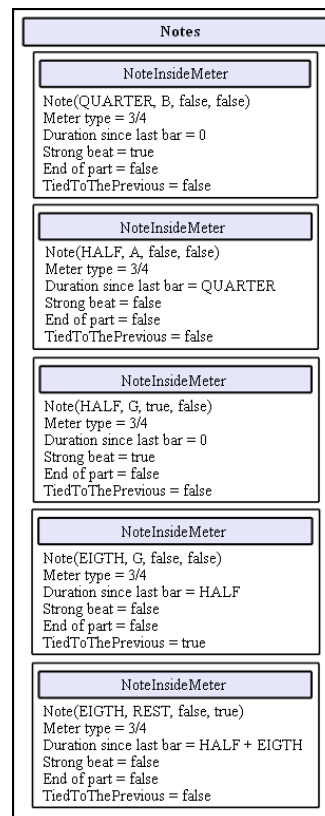 Notes
NoteInsideMeter
Note(QUARTER, B, false, false)
Meter type = 3/4
Duration since last bar = 0
Strong beat = true
End of part = false
TiedToThePrevious = false
NoteInsideMeter
Note(HALF, A, false, false)
Meter type = 3/4
Duration since last bar = QUARTER
Strong beat = false
End of part = false
TiedToThePrevious = false
NoteInsideMeter
Note(HALF, G, true, false)
Meter type = 3/4
Duration since last bar = 0
Strong beat = true
End of part = false
TiedToThePrevious = false
NoteInsideMeter
Note(EIGTH, G, false, false)
Meter type = 3/4
Duration since last bar = HALF
Strong beat = false
End of part = false
TiedToThePrevious = true
NoteInsideMeter
Note(EIGTH, REST, false, true)
Meter type = 3/4
Duration since last bar = HALF + EIGTH
Strong beat = false
End of part = false
TiedToThePrevious = false